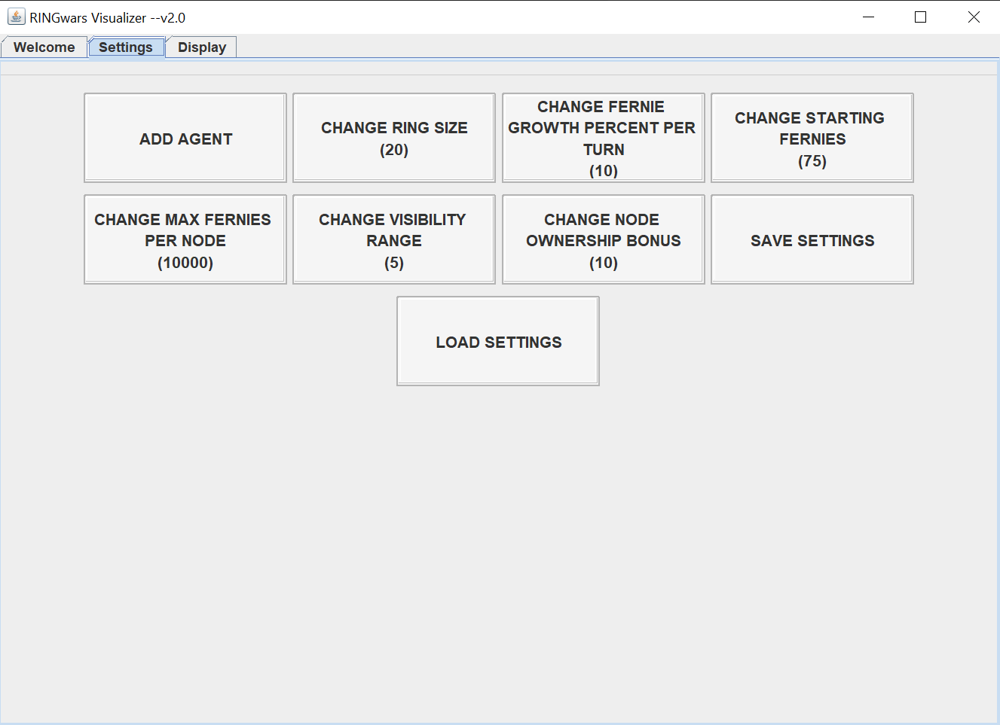 RINGwars Visualizer --v2.0
Welcome
Settings
Display
ADD AGENT
CHANGE RING SIZE
(20)
CHANGE FERNIE
GROWTH PERCENT PER
TURN
(10)
CHANGE STARTING
FERNIES
(75)
CHANGE MAX FERNIES
PER NODE
(10000)
CHANGE VISIBILITY
RANGE
(5)
CHANGE NODE
OWNERSHIP BONUS
(10)
SAVE SETTINGS
LOAD SETTINGS